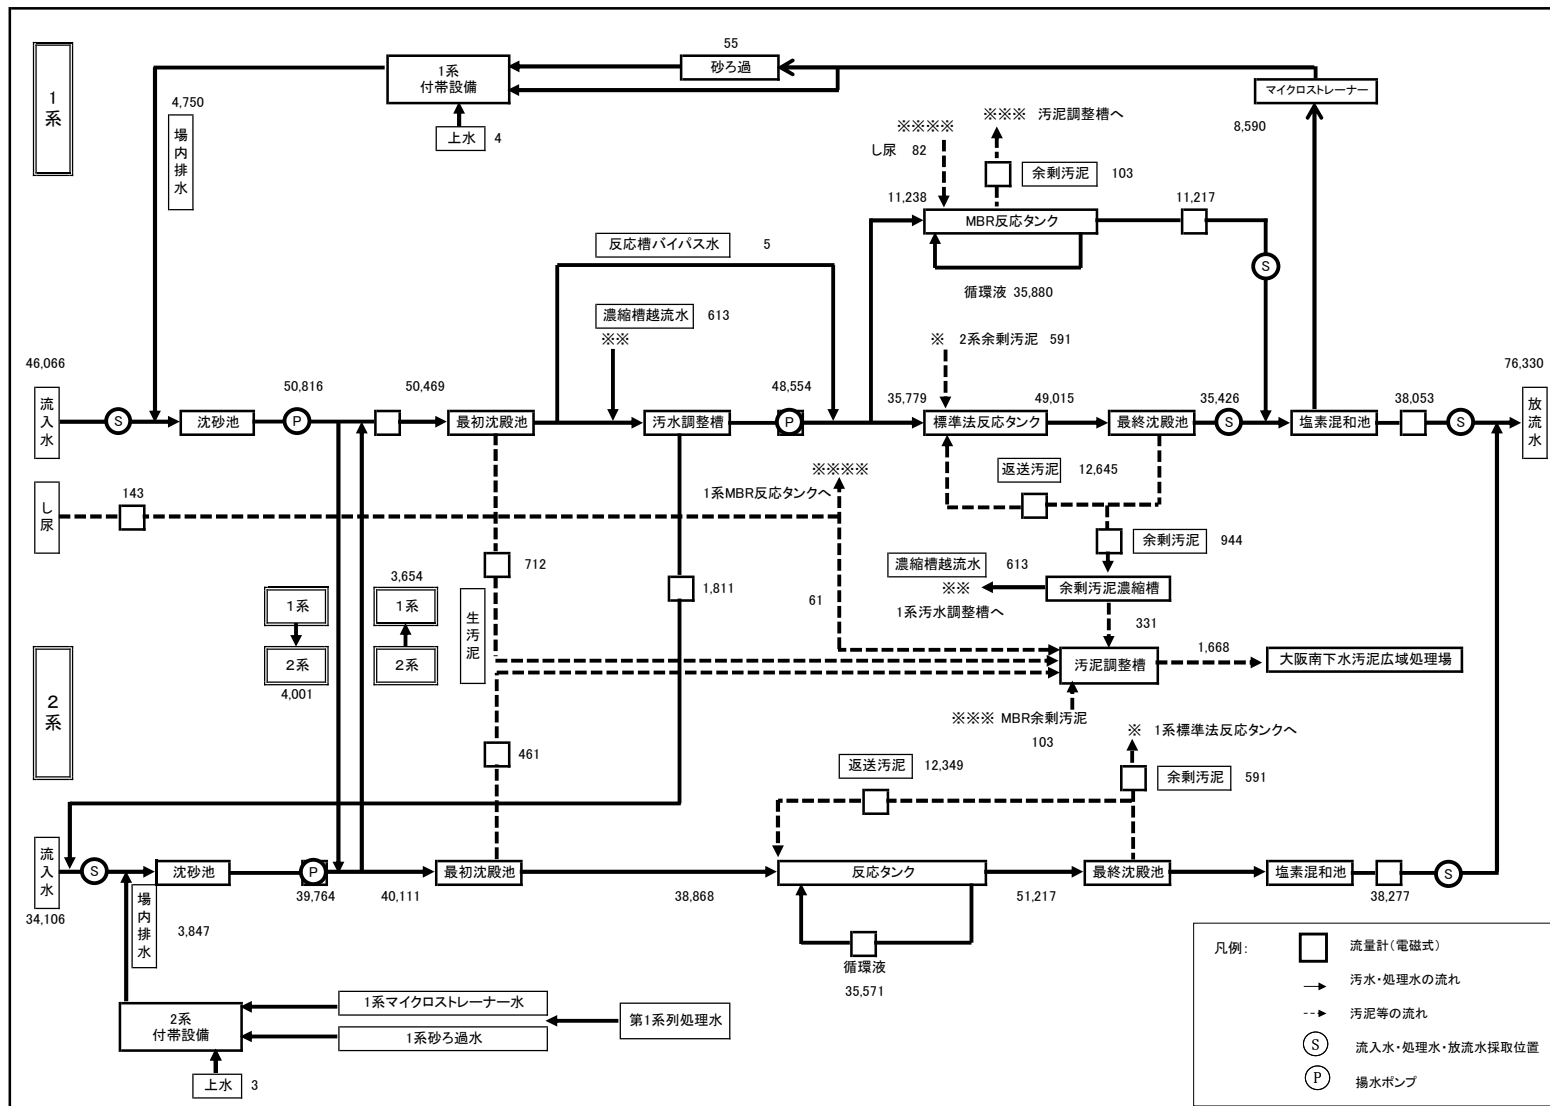 1系
55
砂ろ過
1系
付帯設備
マイクロストレーナー
4,750
場内排水
上水 4
8,590
※※※※
し尿 82
※※※ 汚泥調整槽へ
余剰汚泥 103
11,238
MBR反応タンク
11,217
S
循環液 35,880
反応槽バイパス水 5
濃縮槽越流水 613
※※
※ 2系余剰汚泥 591
46,066
50,816
50,469
48,554
35,779
49,015
35,426
38,053
76,330
流入水
S
沈砂池
P
最初沈殿池
汚水調整槽
P
標準法反応タンク
最終沈殿池
S
塩素混和池
S
放流水
返送汚泥 12,645
※※※※
1系MBR反応タンクへ
し尿
143
余剰汚泥 944
712
濃縮槽越流水 613
※※
1系汚水調整槽へ
余剰汚泥濃縮槽
331
1,811
61
3,654
1系
2系
4,001
1系
2系
生汚泥
2系
汚泥調整槽
1,668
大阪南下水汚泥広域処理場
※※※ MBR余剰汚泥
103
461
※ 1系標準法反応タンクへ
返送汚泥 12,349
余剰汚泥 591
流入水
34,106
S
沈砂池
P
39,764
40,111
最初沈殿池
38,868
反応タンク
51,217
最終沈殿池
塩素混和池
38,277
S
場内排水
3,847
循環液
35,571
2系
付帯設備
1系マイクロストレーナー水
1系砂ろ過水
第1系列処理水
上水 3
凡例:
流量計(電磁式)
汚水・処理水の流れ
汚泥等の流れ
S 流入水・処理水・放流水採取位置
P 揚水ポンプ